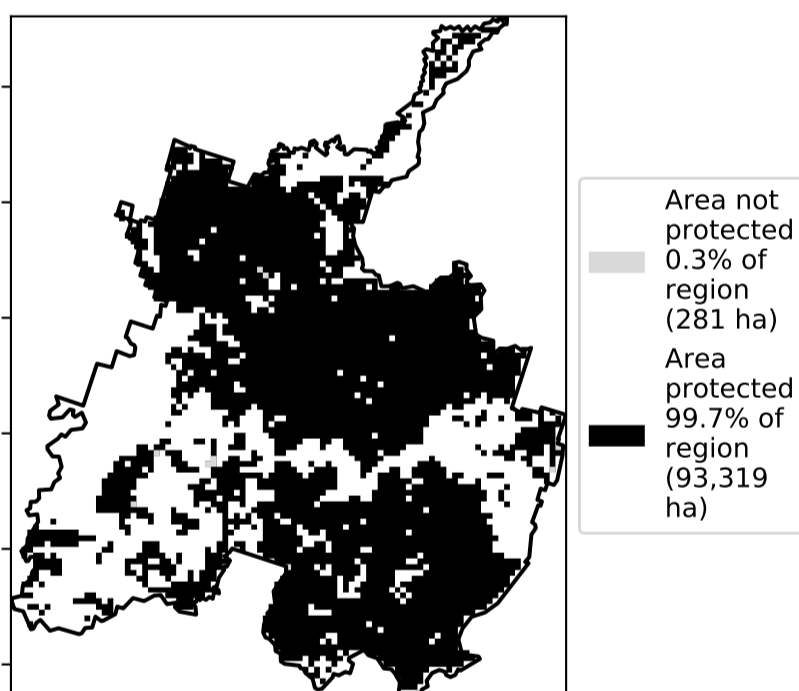 Area not
protected
0.3% of
region
(281 ha)
Area
protected
99.7% of
region
(93,319
ha)